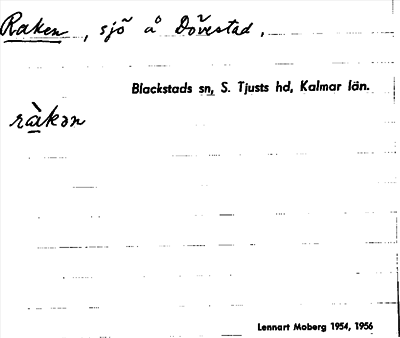 Raken, sjö å Dövestad,
Blackstads sn, S. Tjusts hd, Kalmar län.
ràkən
Lennart Moberg 1954, 1956